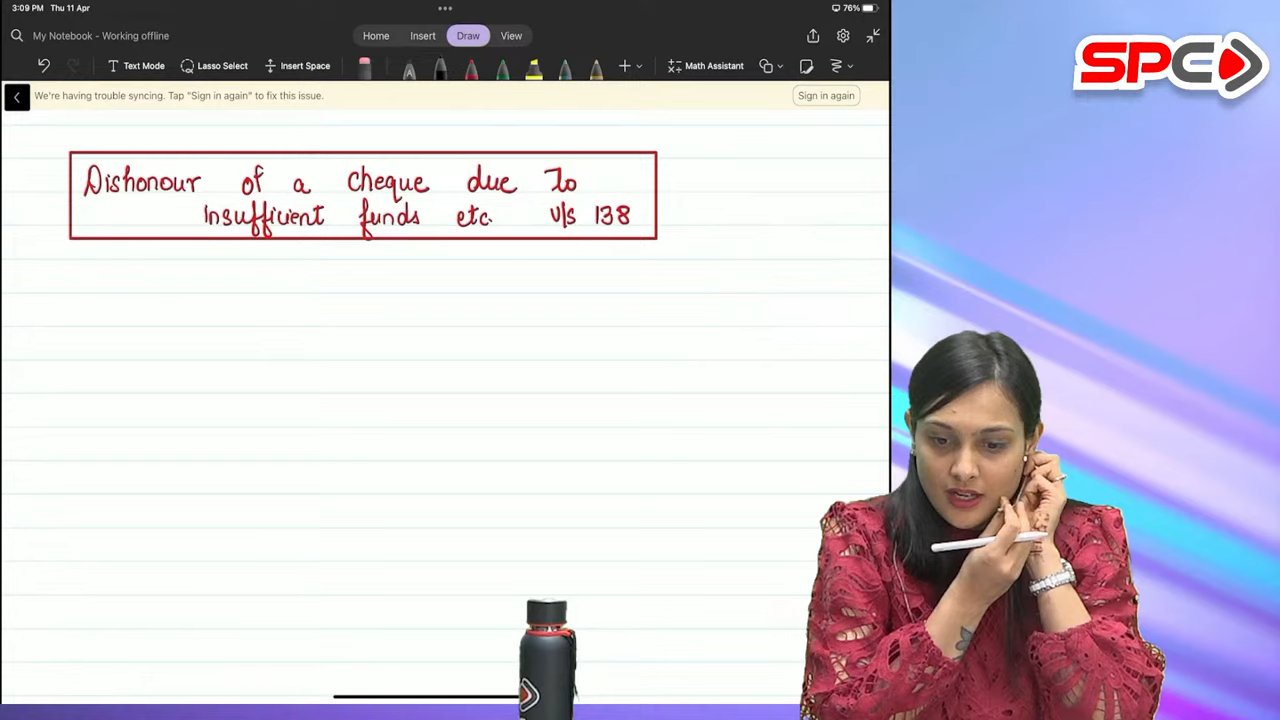 3:09 PM Thu 11 Apr
76%
My Notebook - Working offline
Home Insert Draw View
Text Mode Lasso Select Insert Space Math Assistant
We're having trouble syncing. Tap "Sign in again" to fix this issue.
Sign in again
SPC
Dishonour of a cheque due To
insufficient funds etc. v/s 138